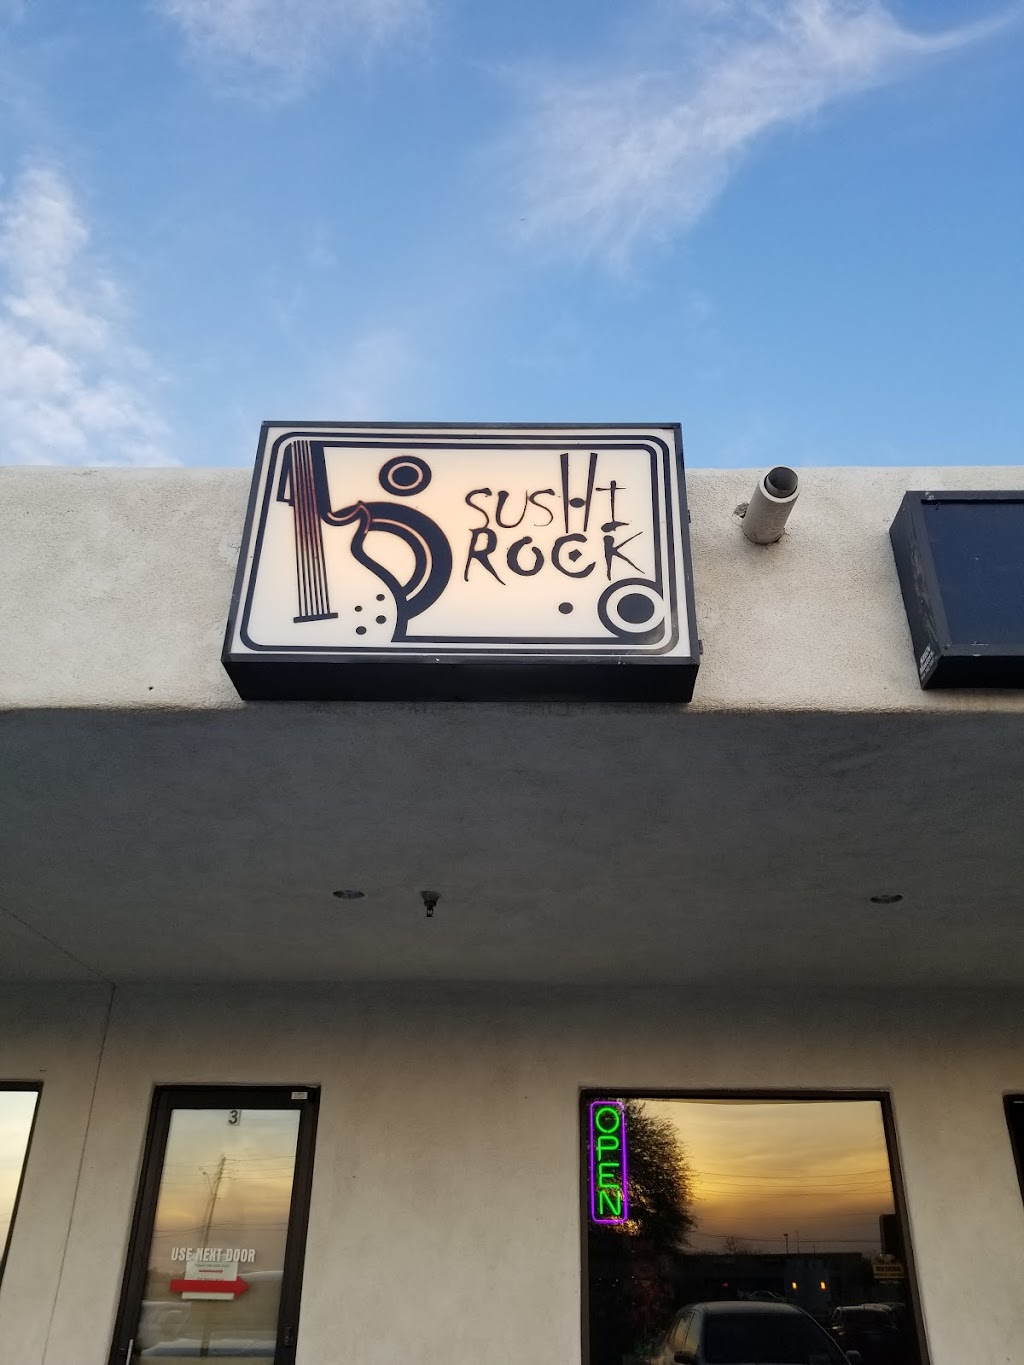 SUSHI
ROCK
3
OPEN
USE NEXT DOOR